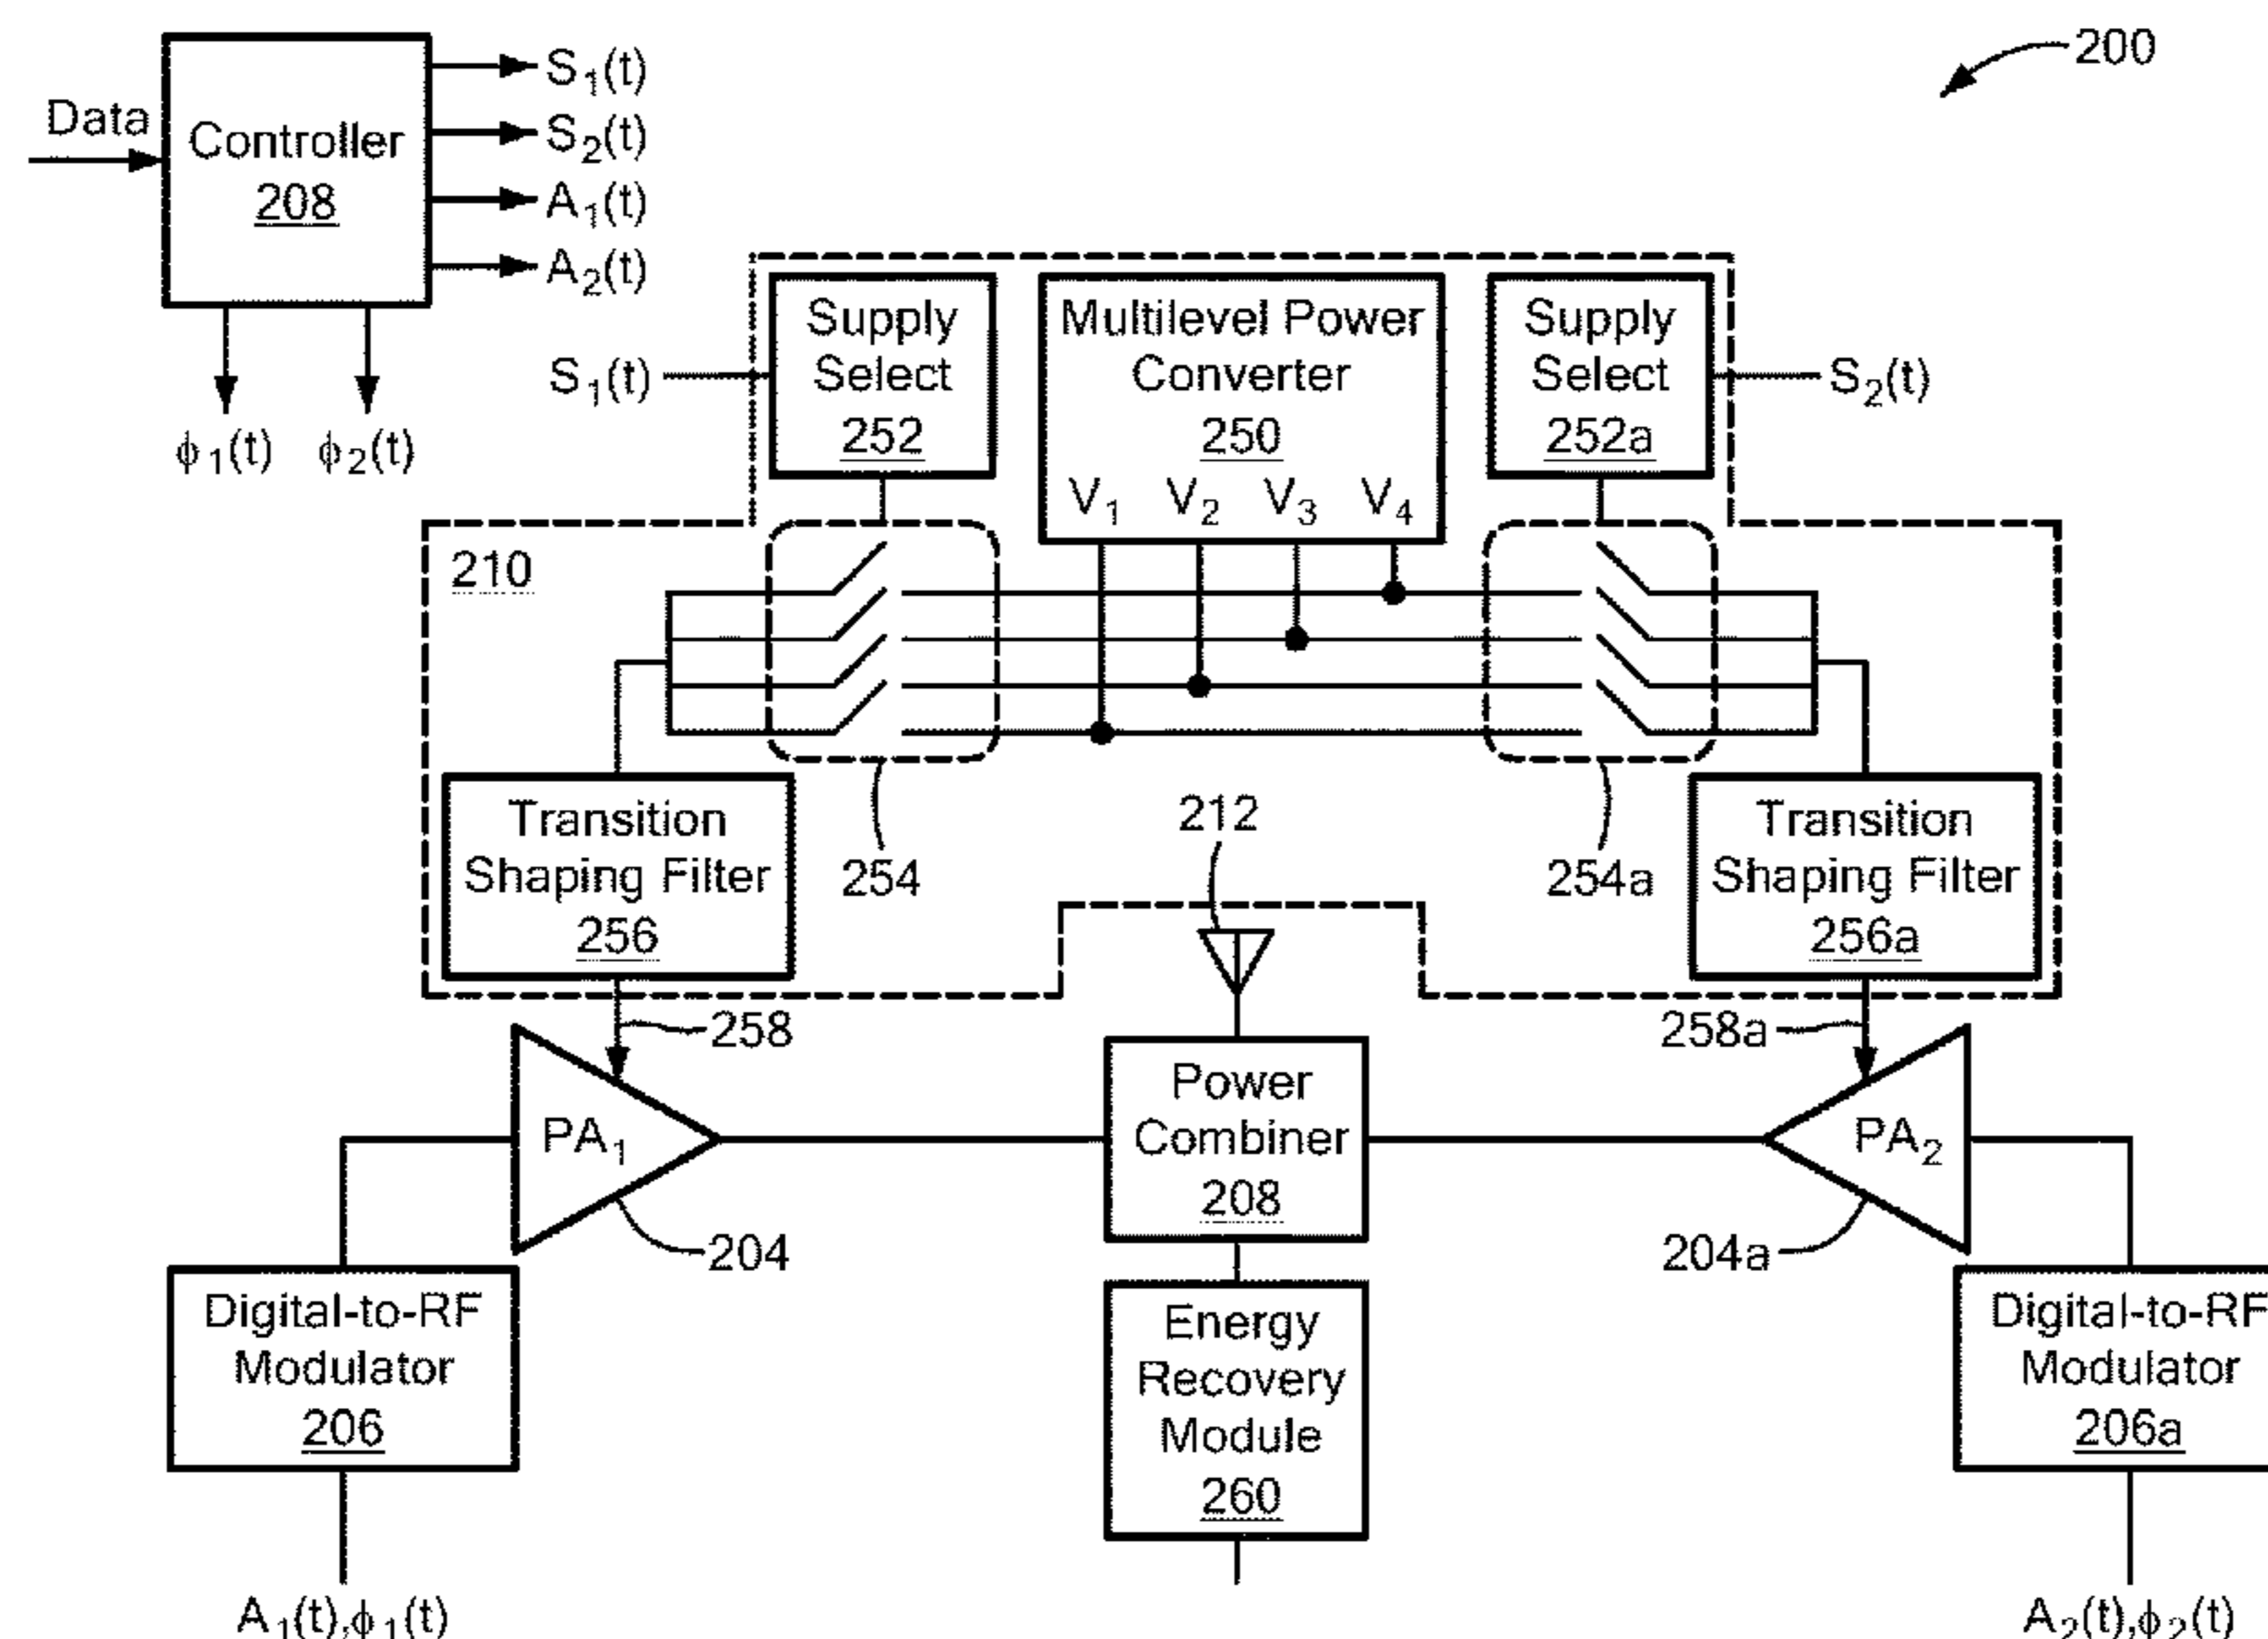 200
Data
Controller
208
S₁(t)
S₂(t)
A₁(t)
A₂(t)
ϕ₁(t)
ϕ₂(t)
S₁(t)
Supply
Select
252
Multilevel Power
Converter
250
V₁
V₂
V₃
V₄
Supply
Select
252a
S₂(t)
210
254
254a
Transition
Shaping Filter
256
212
Transition
Shaping Filter
256a
258
258a
PA₁
204
Power
Combiner
208
PA₂
204a
Digital-to-RF
Modulator
206
Energy
Recovery
Module
260
Digital-to-RF
Modulator
206a
A₁(t),ϕ₁(t)
A₂(t),ϕ₂(t)